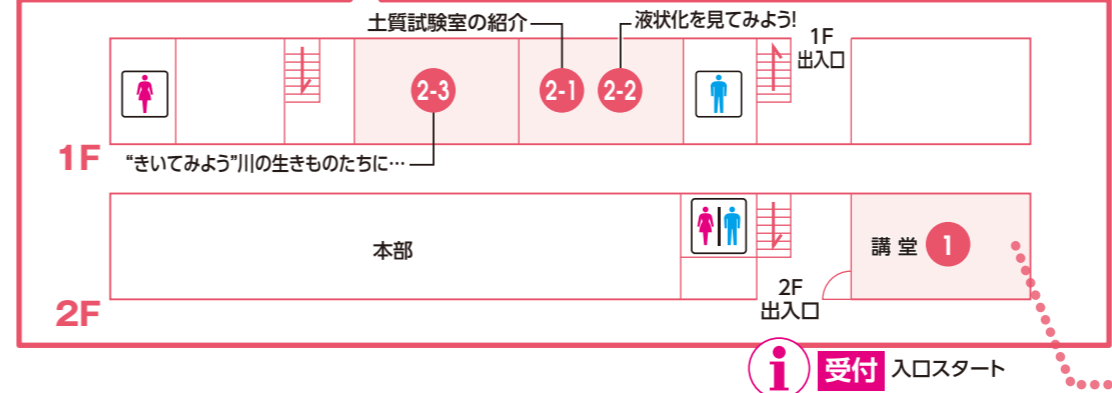 土質試験室の紹介
液状化を見てみよう!
1F
出入口
2-3
2-1
2-2
1F
“きいてみよう”川の生きものたちに…
本部
講堂
1
2F
出入口
2F
i
受付
入口スタート